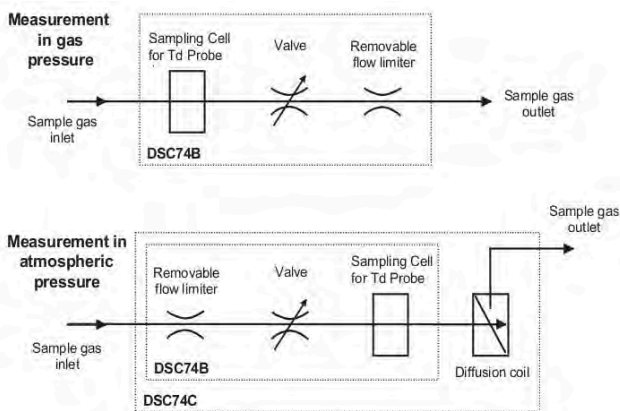 Measurement
in gas
pressure
Sampling Cell
for Td Probe
Valve
Removable
flow limiter
Sample gas
inlet
Sample gas
outlet
DSC74B
Measurement in
atmospheric
pressure
Sample gas
outlet
Removable
flow limiter
Valve
Sampling Cell
for Td Probe
Sample gas
inlet
Diffusion coil
DSC74B
DSC74C